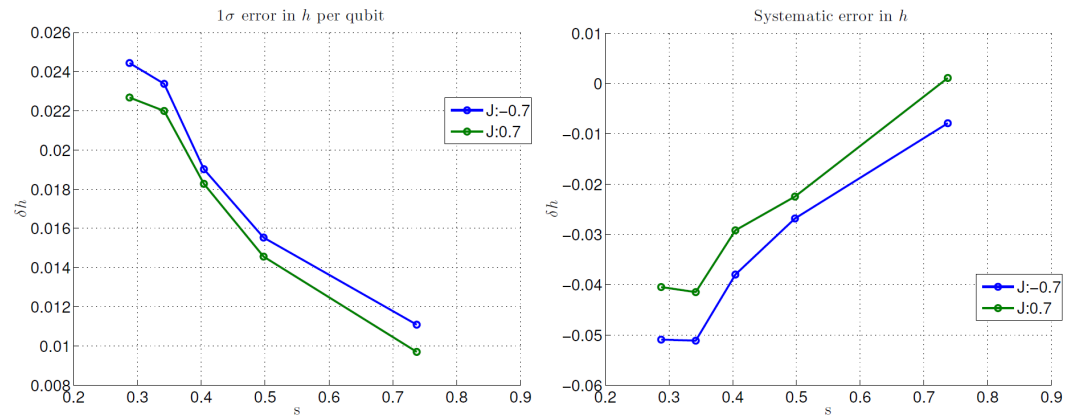 1σ error in h per qubit
0.026
0.024
0.022
0.02
0.018
0.016
0.014
0.012
0.01
0.008
δh
0.2 0.3 0.4 0.5 0.6 0.7 0.8 0.9
s
J:−0.7
J:0.7
Systematic error in h
0.01
0
−0.01
−0.02
−0.03
−0.04
−0.05
−0.06
δh
0.2 0.3 0.4 0.5 0.6 0.7 0.8 0.9
s
J:−0.7
J:0.7